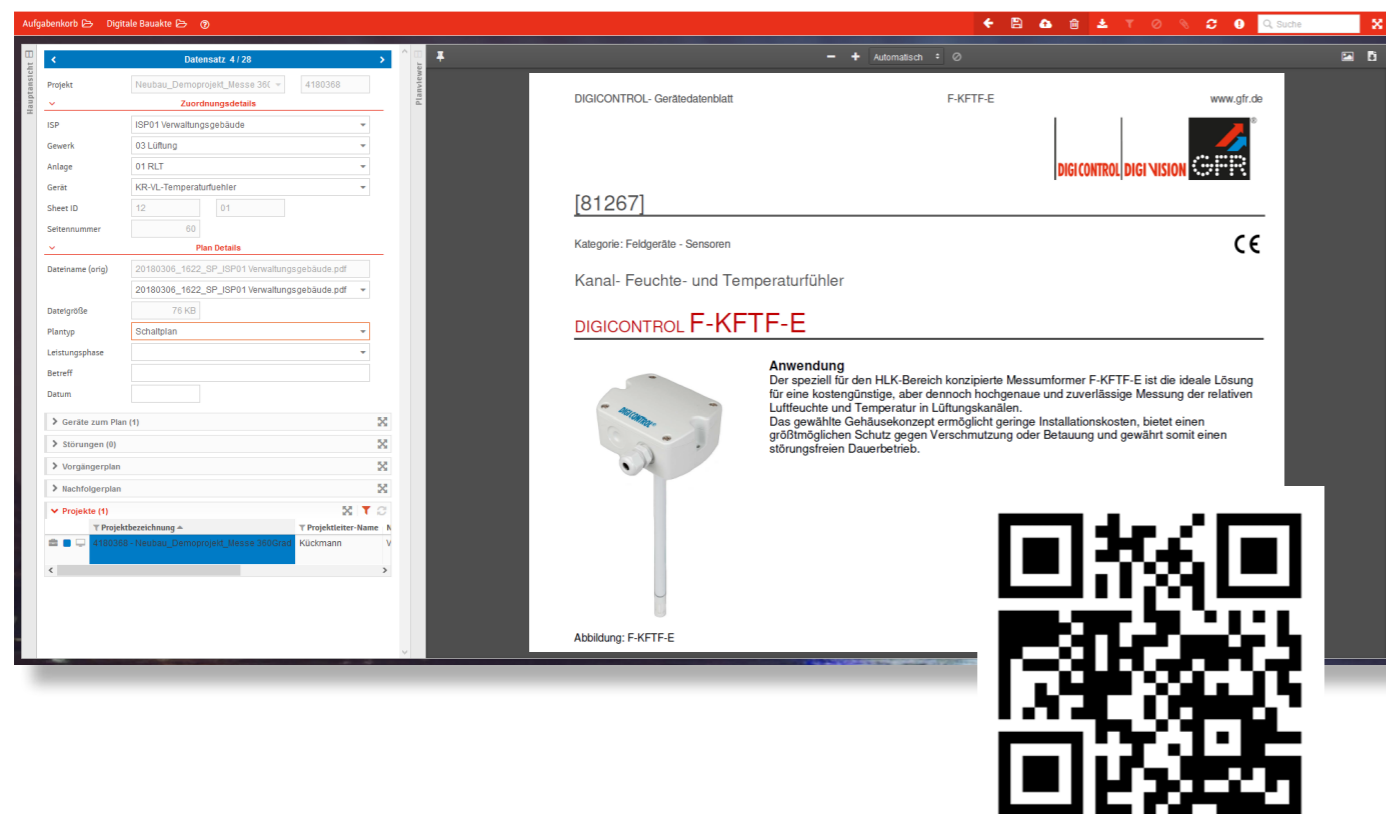 Aufgabenkorb Digitale Bauakte
Suche
Hauptansicht
Datensatz 4 / 28
Projekt Neubau_Demoprojekt_Messe 36( 4180368
Zuordnungsdetails
ISP ISP01 Verwaltungsgebäude
Gewerk 03 Lüftung
Anlage 01 RLT
Gerät KR-VL-Temperaturfuehler
Sheet ID 12 01
Seitennummer 60
Plan Details
Dateiname (orig) 20180306_1622_SP_ISP01 Verwaltungsgebäude.pdf
20180306_1622_SP_ISP01 Verwaltungsgebäude.pdf
Dateigröße 76 KB
Plantyp Schaltplan
Leistungsphase
Betreff
Datum
Geräte zum Plan (1)
Störungen (0)
Vorgängerplan
Nachfolgerplan
Projekte (1)
Projektbezeichnung Projektleiter-Name N
4180368 - Neubau_Demoprojekt_Messe 360Grad Kückmann V
Planviewer
Automatisch
DIGICONTROL- Gerätedatenblatt F-KFTF-E www.gfr.de
DIGI CONTROL DIGI VISION GFR®
[81267]
Kategorie: Feldgeräte - Sensoren CE
Kanal- Feuchte- und Temperaturfühler
DIGICONTROL F-KFTF-E
Anwendung
Der speziell für den HLK-Bereich konzipierte Messumformer F-KFTF-E ist die ideale Lösung
für eine kostengünstige, aber dennoch hochgenaue und zuverlässige Messung der relativen
Luftfeuchte und Temperatur in Lüftungskanälen.
Das gewählte Gehäusekonzept ermöglicht geringe Installationskosten, bietet einen
größtmöglichen Schutz gegen Verschmutzung oder Betauung und gewährt somit einen
störungsfreien Dauerbetrieb.
DIGICONTROL®
Abbildung: F-KFTF-E